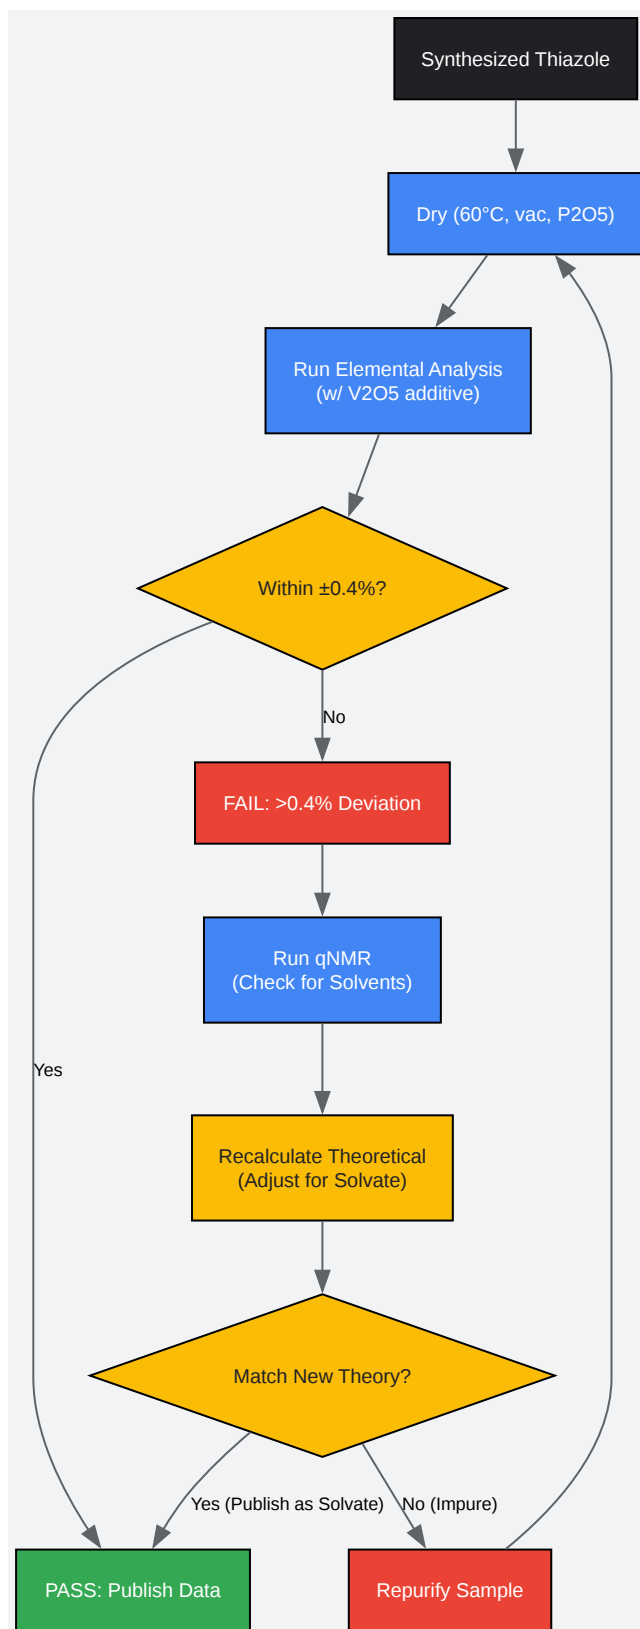 Synthesized Thiazole
Dry (60°C, vac, P2O5)
Run Elemental Analysis
(w/ V2O5 additive)
Within ±0.4%?
No
FAIL: >0.4% Deviation
Run qNMR
(Check for Solvents)
Yes
Recalculate Theoretical
(Adjust for Solvate)
Match New Theory?
Yes (Publish as Solvate)
No (Impure)
PASS: Publish Data
Repurify Sample